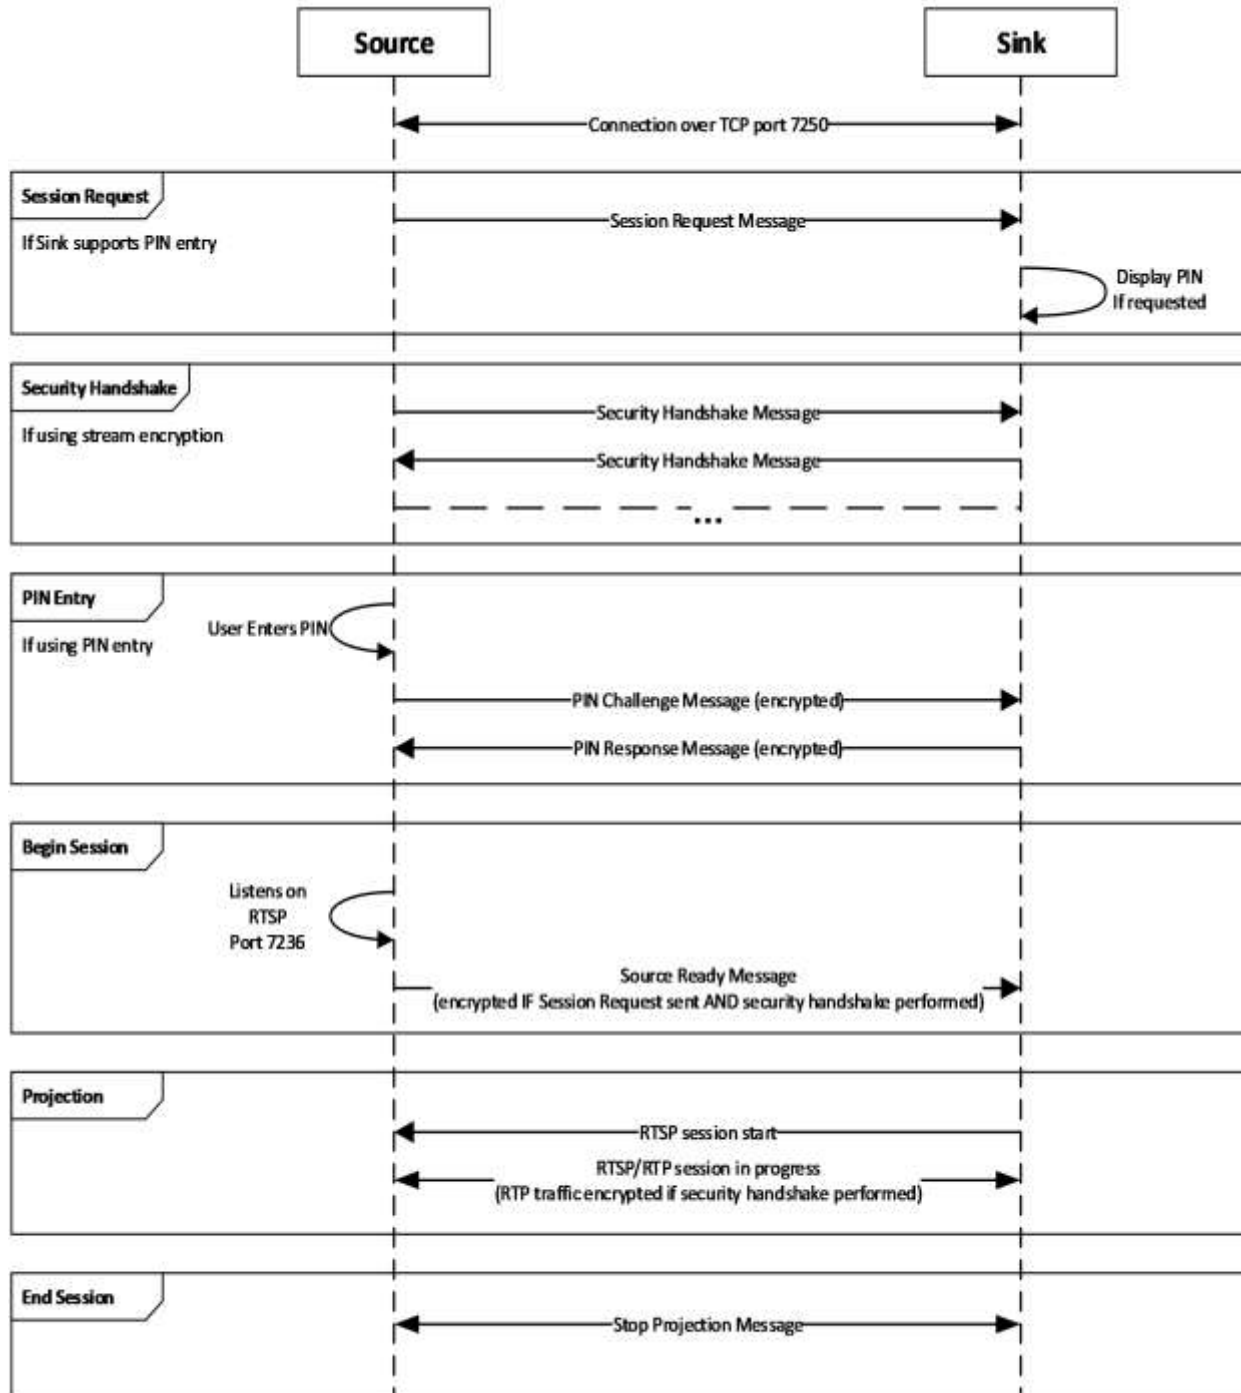 Source
Sink
Connection over TCP port 7250
Session Request
If Sink supports PIN entry
Session Request Message
Display PIN
If requested
Security Handshake
If using stream encryption
Security Handshake Message
Security Handshake Message
...
PIN Entry
If using PIN entry
User Enters PIN
PIN Challenge Message (encrypted)
PIN Response Message (encrypted)
Begin Session
Listens on
RTSP
Port 7236
Source Ready Message
(encrypted IF Session Request sent AND security handshake performed)
Projection
RTSP session start
RTSP/RTP session in progress
(RTP traffic encrypted if security handshake performed)
End Session
Stop Projection Message